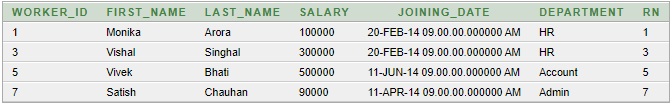 WORKER_ID FIRST_NAME LAST_NAME SALARY JOINING_DATE DEPARTMENT RN
1 Monika Arora 100000 20-FEB-14 09.00.00.000000 AM HR 1
3 Vishal Singhal 300000 20-FEB-14 09.00.00.000000 AM HR 3
5 Vivek Bhati 500000 11-JUN-14 09.00.00.000000 AM Account 5
7 Satish Chauhan 90000 11-APR-14 09.00.00.000000 AM Admin 7